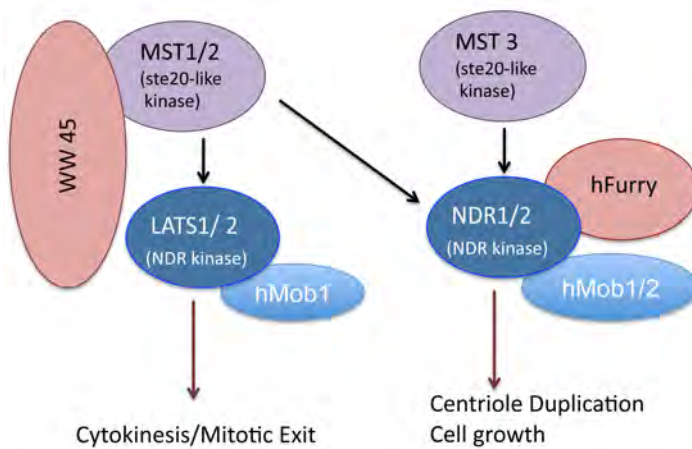 MST1/2
(ste20-like
kinase)
WW 45
LATS1/ 2
(NDR kinase)
hMob1
Cytokinesis/Mitotic Exit
MST 3
(ste20-like
kinase)
hFurry
NDR1/2
(NDR kinase)
hMob1/2
Centriole Duplication
Cell growth